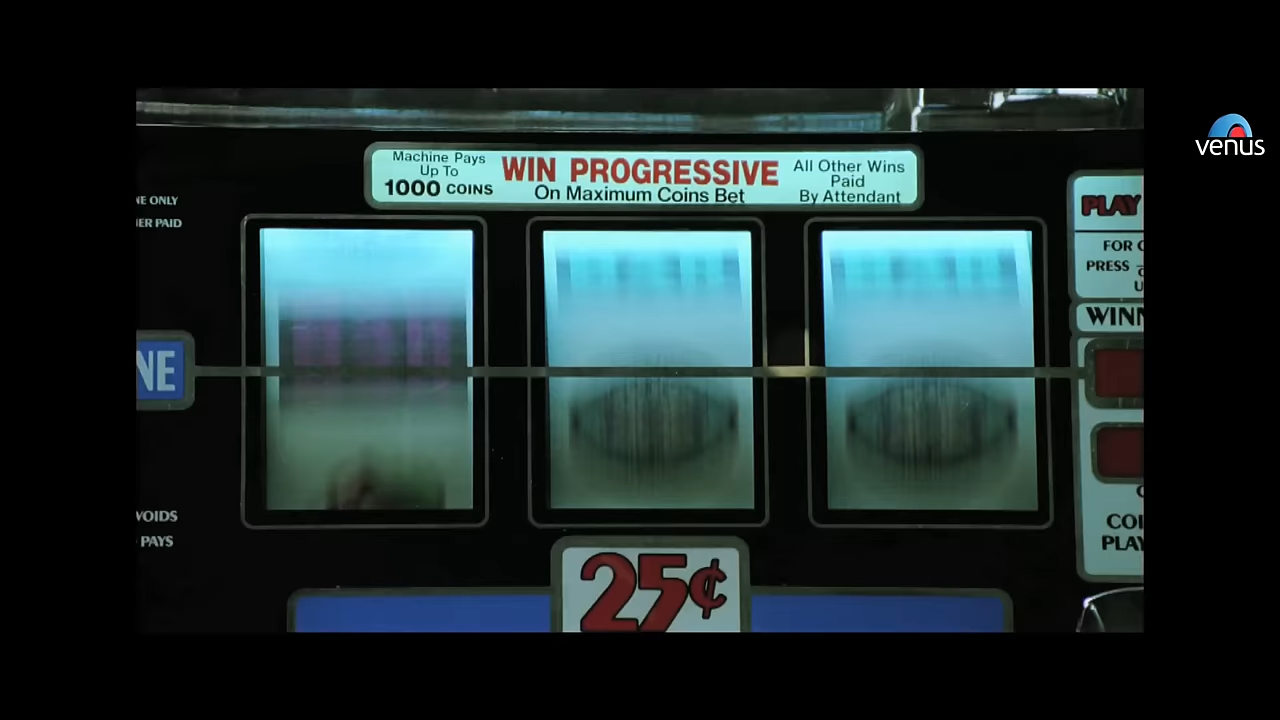 venus
Machine Pays
Up To
1000 COINS
WIN PROGRESSIVE
On Maximum Coins Bet
All Other Wins
Paid
By Attendant
NE ONLY
ER PAID
PLAY
FOR
PRESS
U
WINN
NE
VOIDS
PAYS
COI
PLAY
25¢